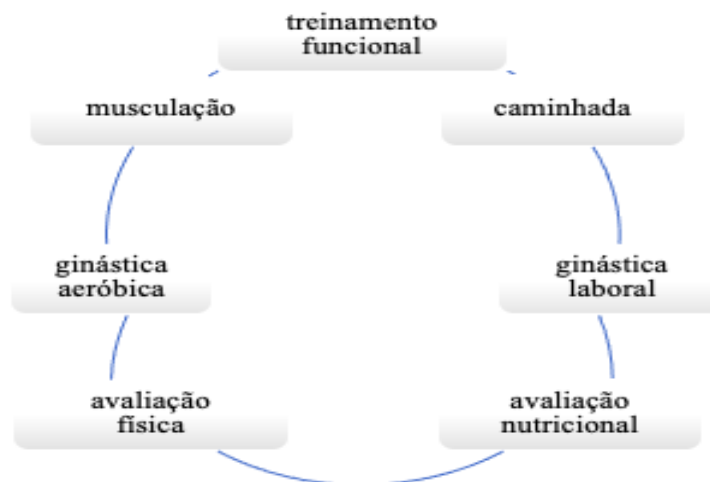 treinamento
funcional
musculação
caminhada
ginástica
aeróbica
ginástica
laboral
avaliação
física
avaliação
nutricional